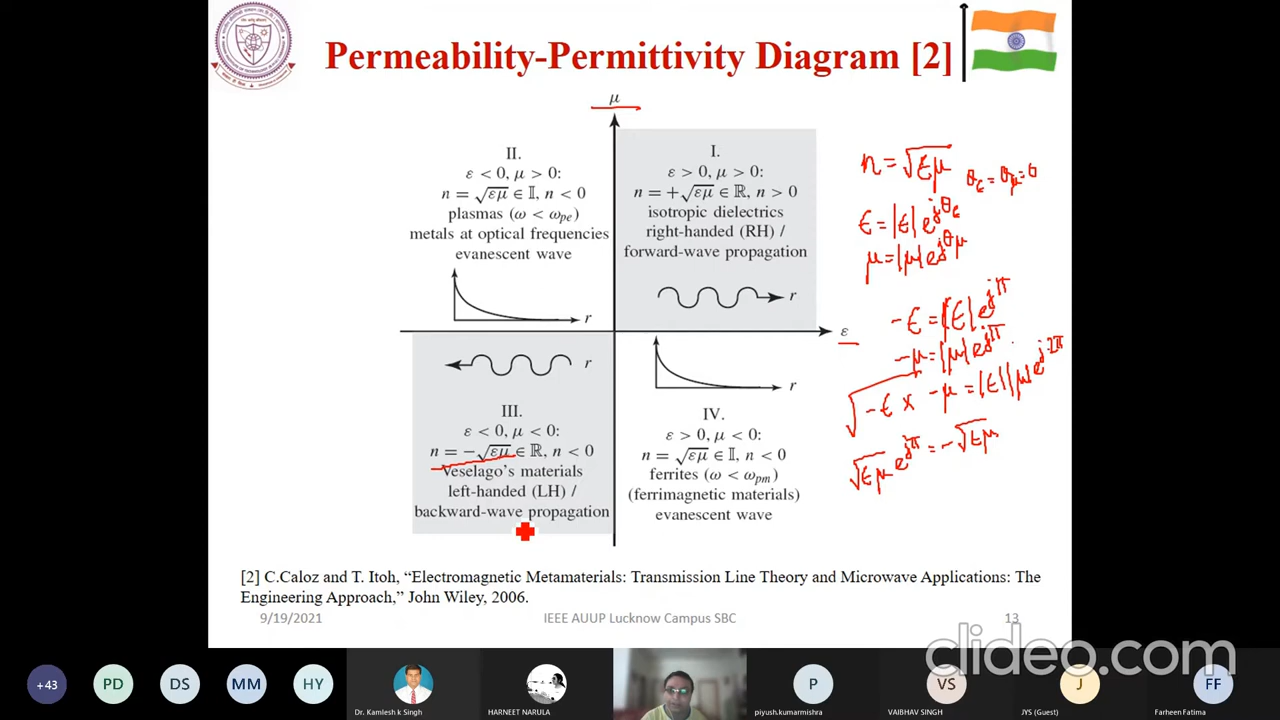 Permeability-Permittivity Diagram [2]
μ
II.
ε < 0, μ > 0:
n = √εμ ∈ 𝕀, n < 0
plasmas (ω < ωpe)
metals at optical frequencies
evanescent wave
r
I.
ε > 0, μ > 0:
n = +√εμ ∈ ℝ, n > 0
isotropic dielectrics
right-handed (RH) /
forward-wave propagation
r
ε
r
III.
ε < 0, μ < 0:
n = −√εμ ∈ ℝ, n < 0
Veselago's materials
left-handed (LH) /
backward-wave propagation
r
IV.
ε > 0, μ < 0:
n = √εμ ∈ 𝕀, n < 0
ferrites (ω < ωpm)
(ferrimagnetic materials)
evanescent wave
n = √εμ
θε = θμ = 0
ε = |ε| e^jθε
μ = |μ| e^jθμ
-ε = |ε| e^jπ
-μ = |μ| e^jπ
√-ε × -μ = |ε||μ| e^j2π
√εμ e^jπ = -√εμ
[2] C.Caloz and T. Itoh, “Electromagnetic Metamaterials: Transmission Line Theory and Microwave Applications: The
Engineering Approach,” John Wiley, 2006.
9/19/2021
IEEE AUUP Lucknow Campus SBC
13
clideo.com
+43
PD
DS
MM
HY
P
VS
J
FF
Dr. Kamlesh k Singh
HARNEET NARULA
piyush.kumarmishra
VAIBHAV SINGH
JYS (Guest)
Farheen Fatima